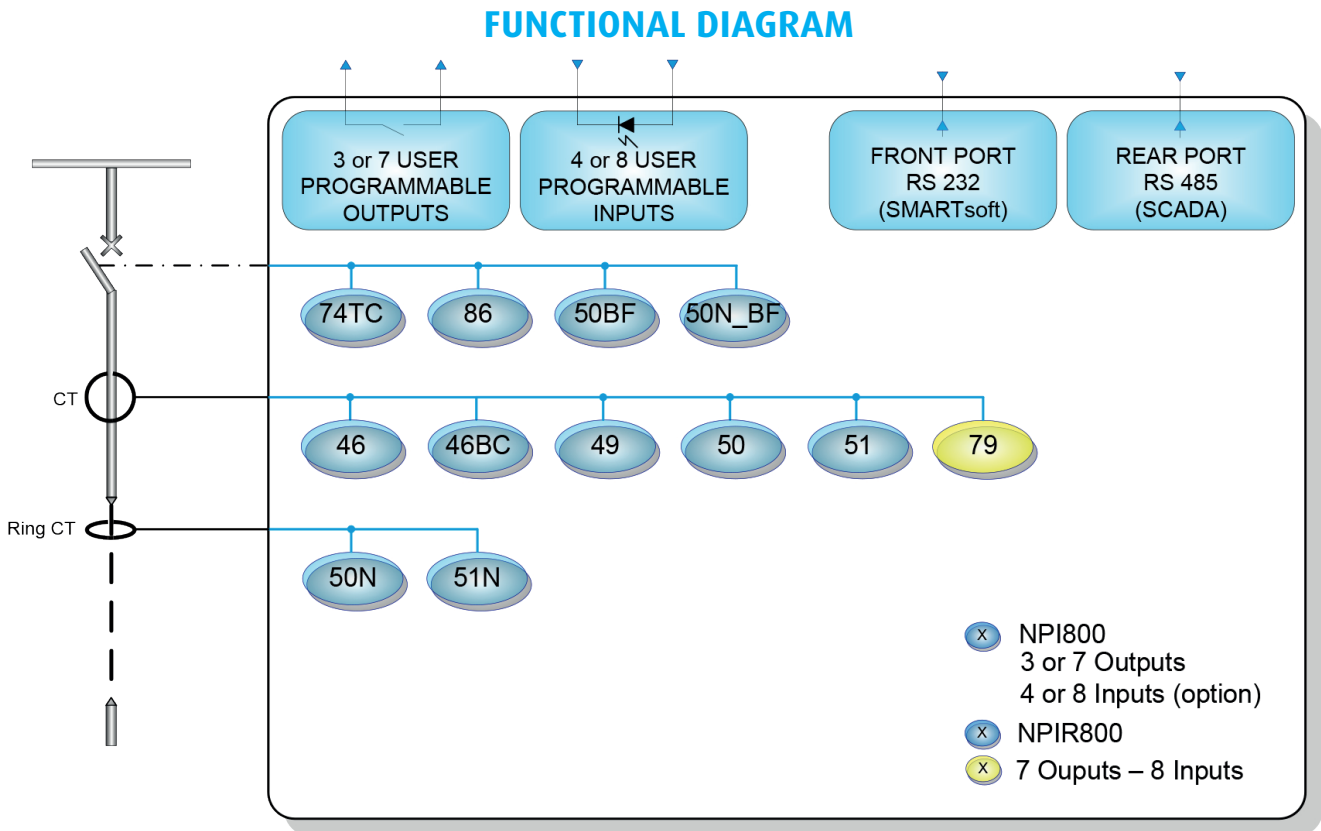 FUNCTIONAL DIAGRAM
3 or 7 USER
PROGRAMMABLE
OUTPUTS
4 or 8 USER
PROGRAMMABLE
INPUTS
FRONT PORT
RS 232
(SMARTsoft)
REAR PORT
RS 485
(SCADA)
74TC
86
50BF
50N_BF
CT
46
46BC
49
50
51
79
Ring CT
50N
51N
X NPI800
3 or 7 Outputs
4 or 8 Inputs (option)
X NPIR800
X 7 Ouputs – 8 Inputs